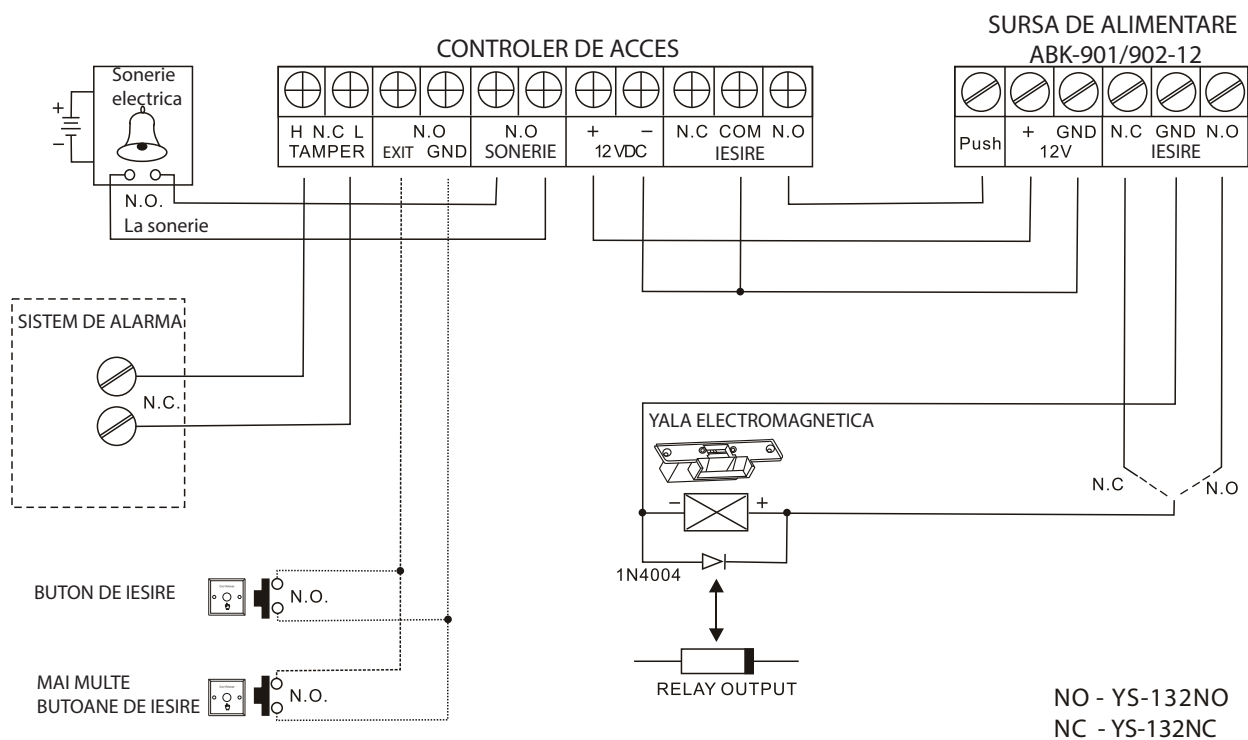 SURSA DE ALIMENTARE
ABK-901/902-12
CONTROLER DE ACCES
Sonerie
electrica
+
−
N.O.
La sonerie
H N.C L
TAMPER
N.O
EXIT GND
N.O
SONERIE
+ −
12 VDC
N.C COM N.O
IESIRE
Push
+ GND
12V
N.C GND N.O
IESIRE
SISTEM DE ALARMA
N.C.
YALA ELECTROMAGNETICA
N.C
N.O
− +
1N4004
RELAY OUTPUT
BUTON DE IESIRE
N.O.
MAI MULTE
BUTOANE DE IESIRE
N.O.
NO - YS-132NO
NC - YS-132NC